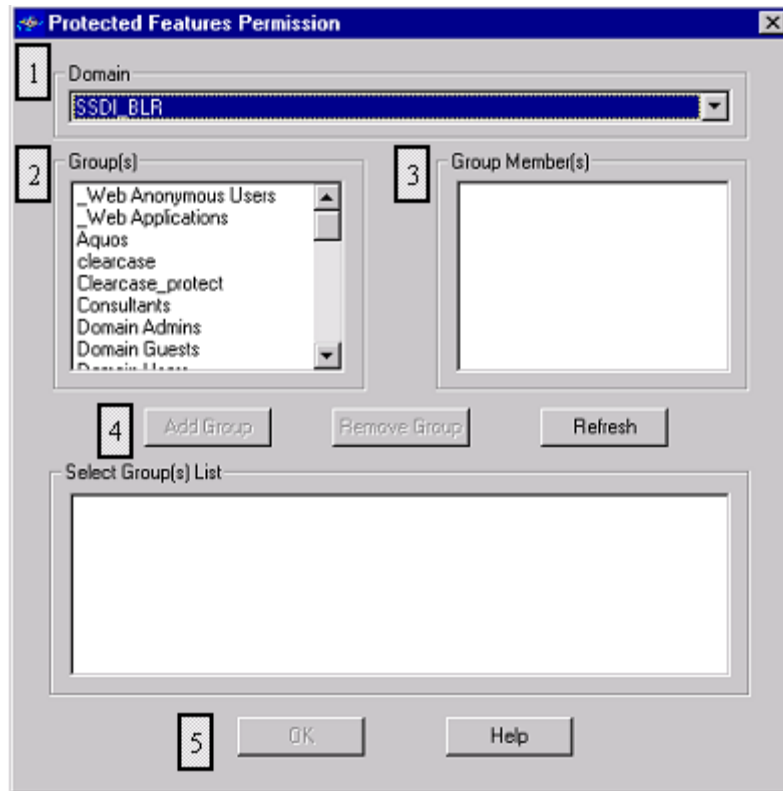 Protected Features Permission
1
Domain
SSDI_BLR
2
Group(s)
_Web Anonymous Users
_Web Applications
Aquos
clearcase
Clearcase_protect
Consultants
Domain Admins
Domain Guests
3
Group Member(s)
4
Add Group
Remove Group
Refresh
Select Group(s) List
5
OK
Help